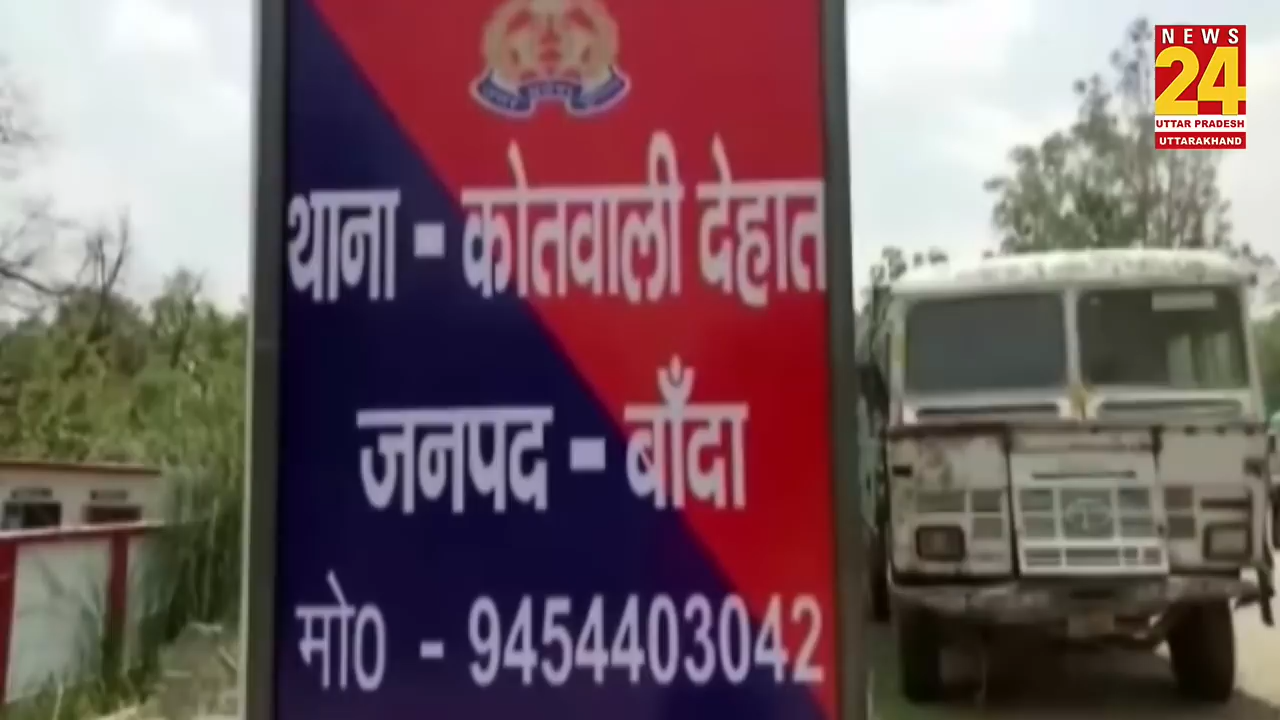 NEWS
24
UTTAR PRADESH
UTTARAKHAND
थाना - कोतवाली देहात
जनपद - बाँदा
मो0 - 9454403042